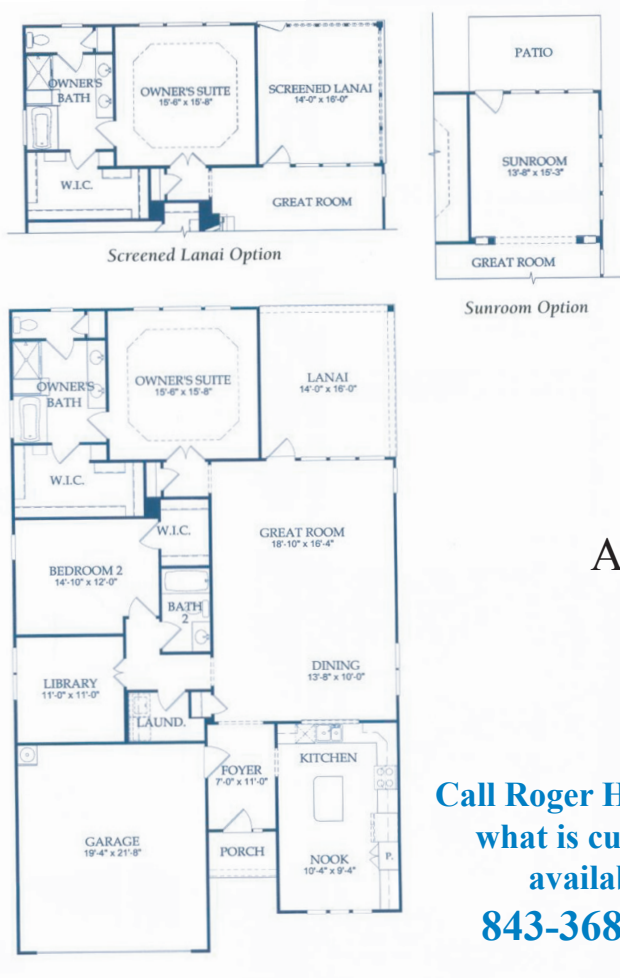 OWNER'S
BATH
OWNER'S SUITE
15'-6" x 15'-8"
SCREENED LANAI
14'-0" x 16'-0"
W.I.C.
GREAT ROOM
Screened Lanai Option
PATIO
SUNROOM
13'-8" x 15'-3"
GREAT ROOM
Sunroom Option
OWNER'S
BATH
OWNER'S SUITE
15'-6" x 15'-8"
LANAI
14'-0" x 16'-0"
W.I.C.
W.I.C.
GREAT ROOM
18'-10" x 16'-4"
BEDROOM 2
14'-10" x 12'-0"
BATH
2
LIBRARY
11'-0" x 11'-0"
DINING
13'-8" x 10'-0"
LAUND.
FOYER
7'-0" x 11'-0"
KITCHEN
GARAGE
19'-4" x 21'-8"
PORCH
NOOK
10'-4" x 9'-4"
P.
A
Call Roger H
what is cu
availal
843-368